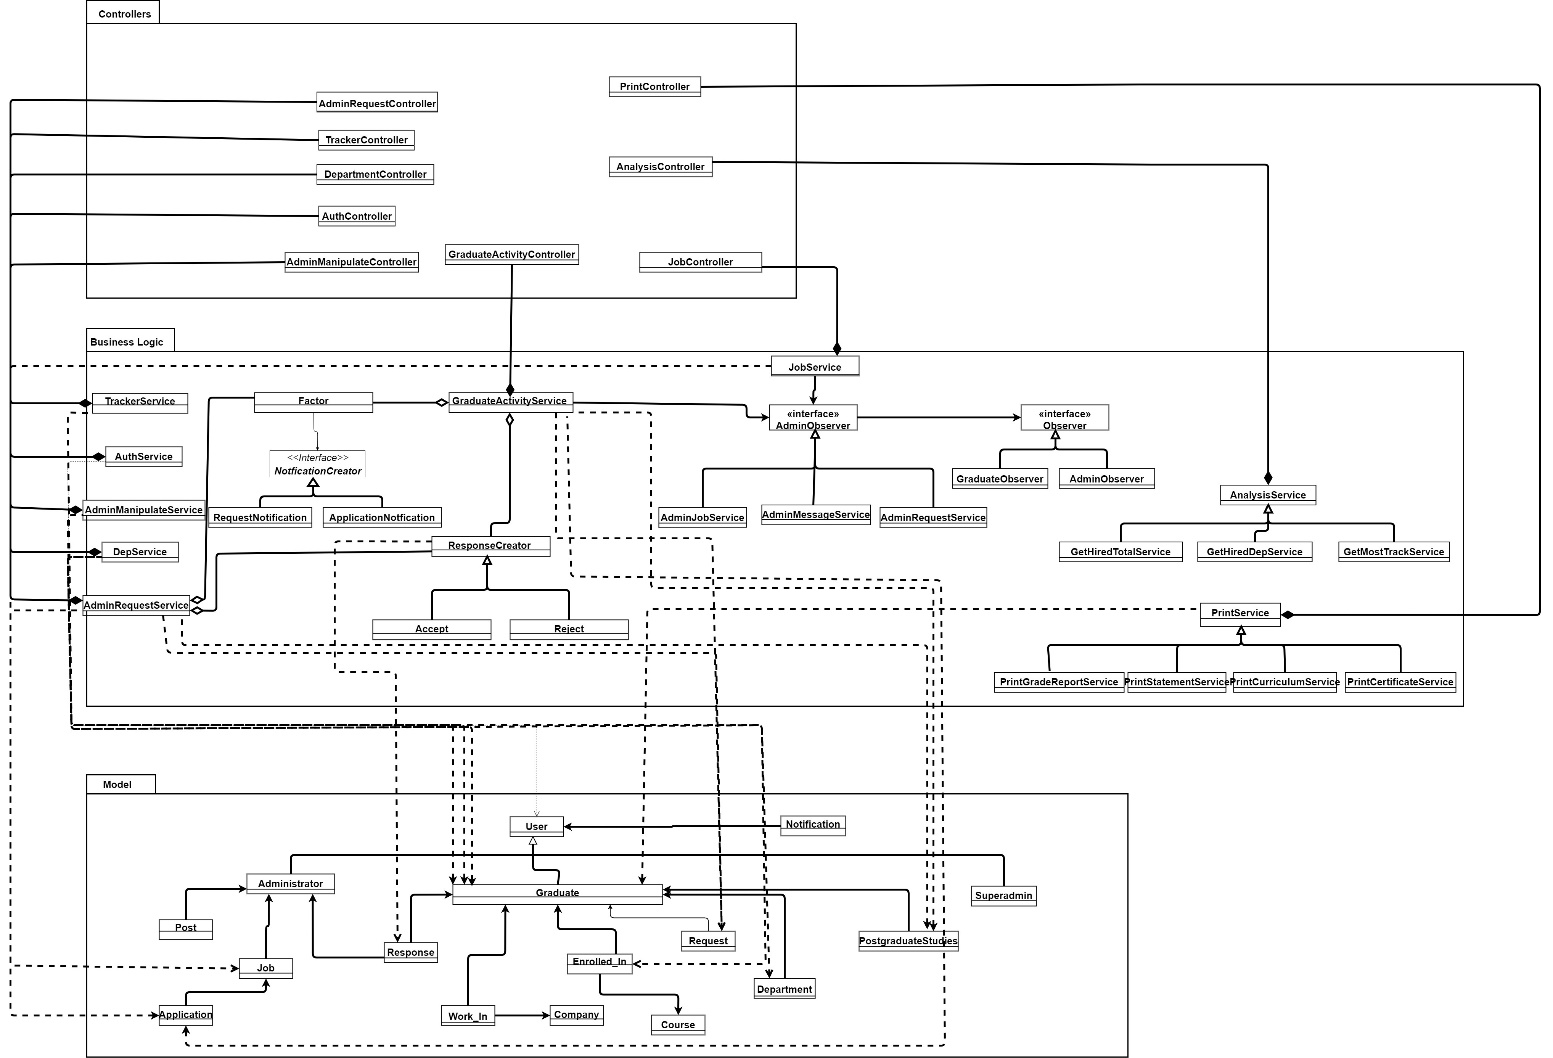 Controllers
PrintController
AdminRequestController
TrackerController
AnalysisController
DepartmentController
AuthController
GraduateActivityController
AdminManipulateController
JobController
Business Logic
JobService
TrackerService
Factor
GraduateActivityService
«interface»
AdminObserver
«interface»
Observer
AuthService
<<Interface>>
NotficationCreator
GraduateObserver
AdminObserver
AnalysisService
AdminManipulateService
RequestNotification
ApplicationNotfication
AdminJobService
AdminMessageService
AdminRequestService
DepService
ResponseCreator
GetHiredTotalService
GetHiredDepService
GetMostTrackService
AdminRequestService
PrintService
Accept
Reject
PrintGradeReportService
PrintStatementService
PrintCurriculumService
PrintCertificateService
Model
User
Notification
Administrator
Graduate
Superadmin
Post
Request
PostgraduateStudies
Response
Job
Enrolled_In
Department
Application
Work_In
Company
Course